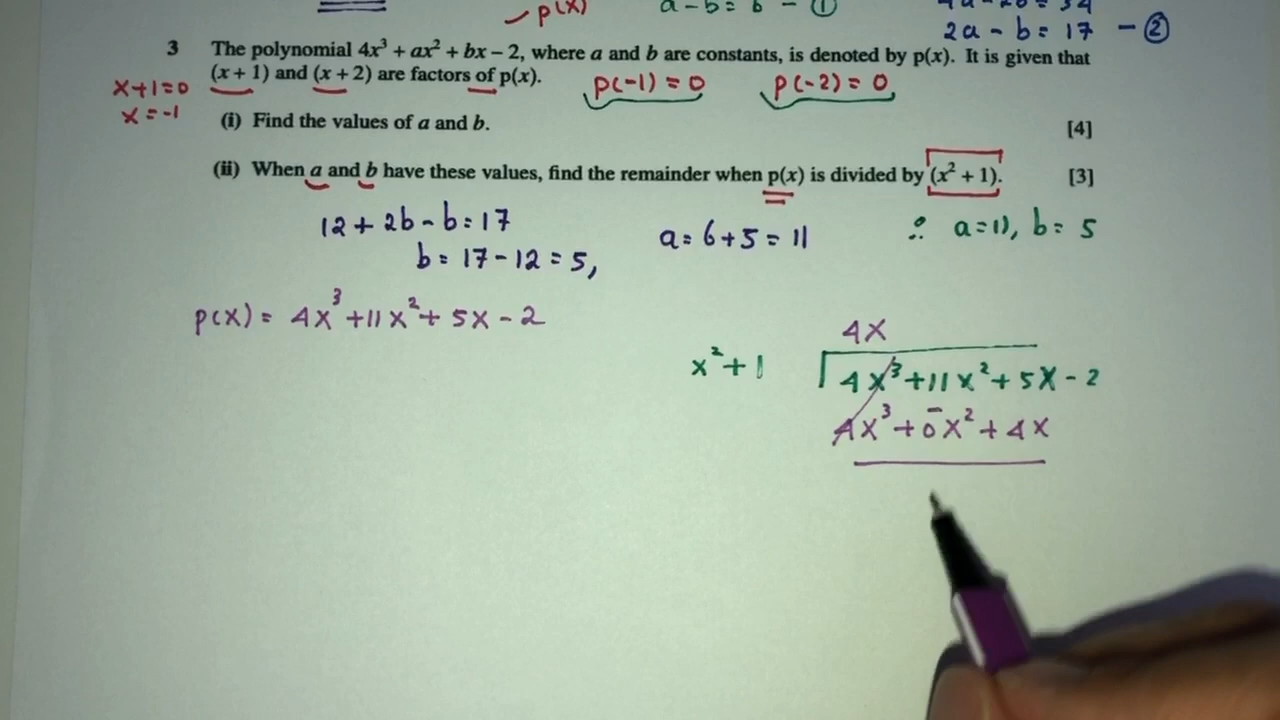 p(x) a - b = 6 - ①
2a - b = 17 - ②
3 The polynomial 4x³ + ax² + bx − 2, where a and b are constants, is denoted by p(x). It is given that
(x + 1) and (x + 2) are factors of p(x).
x+1=0 p(-1) = 0 p(-2) = 0
x = -1
(i) Find the values of a and b. [4]
(ii) When a and b have these values, find the remainder when p(x) is divided by (x² + 1). [3]
12 + 2b - b = 17
b = 17 - 12 = 5,
a = 6 + 5 = 11
∴ a = 11, b = 5
p(x) = 4x³ + 11x² + 5x - 2
4x
x² + 1 4x³ + 11x² + 5x - 2
4x³ + 0x² + 4x